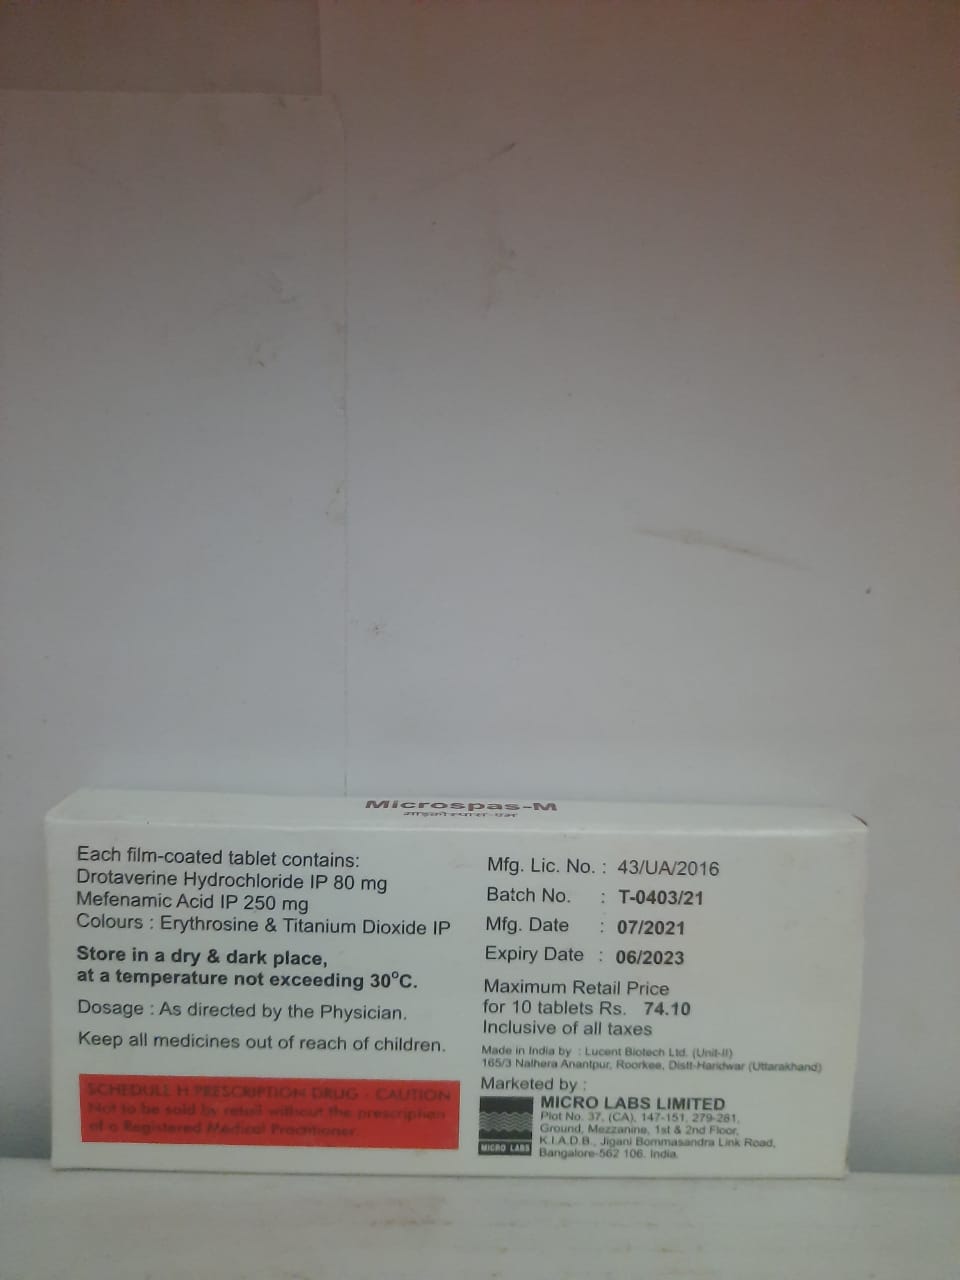 Microspas-M
माइक्रोस्पास-एम
Each film-coated tablet contains:
Drotaverine Hydrochloride IP 80 mg
Mefenamic Acid IP 250 mg
Colours : Erythrosine & Titanium Dioxide IP
Store in a dry & dark place,
at a temperature not exceeding 30°C.
Dosage : As directed by the Physician.
Keep all medicines out of reach of children.
SCHEDULE H PRESCRIPTION DRUG - CAUTION
Not to be sold by retail without the prescription
of a Registered Medical Practitioner.
Mfg. Lic. No. : 43/UA/2016
Batch No. : T-0403/21
Mfg. Date : 07/2021
Expiry Date : 06/2023
Maximum Retail Price
for 10 tablets Rs. 74.10
Inclusive of all taxes
Made in India by : Lucent Biotech Ltd. (Unit-II)
165/3 Nalhera Anantpur, Roorkee, Distt-Haridwar (Uttarakhand)
Marketed by :
MICRO LABS LIMITED
Plot No. 37, (CA), 147-151, 279-281,
Ground, Mezzanine, 1st & 2nd Floor,
K.I.A.D.B., Jigani Bommasandra Link Road,
Bangalore-562 106. India.
MICRO LABS